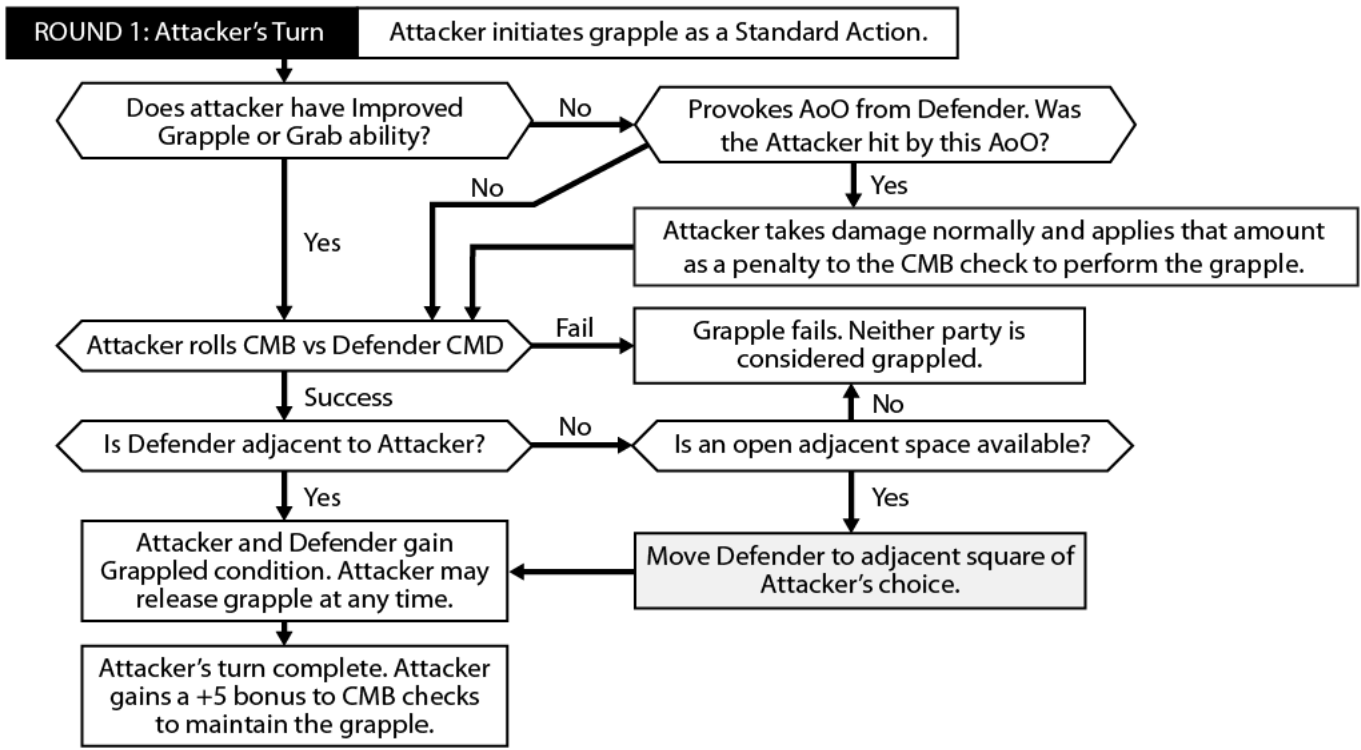 ROUND 1: Attacker's Turn
Attacker initiates grapple as a Standard Action.
Does attacker have Improved
Grapple or Grab ability?
No
Provokes AoO from Defender. Was
the Attacker hit by this AoO?
No
Yes
Yes
Attacker takes damage normally and applies that amount
as a penalty to the CMB check to perform the grapple.
Attacker rolls CMB vs Defender CMD
Fail
Grapple fails. Neither party is
considered grappled.
Success
No
Is Defender adjacent to Attacker?
No
Is an open adjacent space available?
Yes
Yes
Attacker and Defender gain
Grappled condition. Attacker may
release grapple at any time.
Move Defender to adjacent square of
Attacker's choice.
Attacker's turn complete. Attacker
gains a +5 bonus to CMB checks
to maintain the grapple.